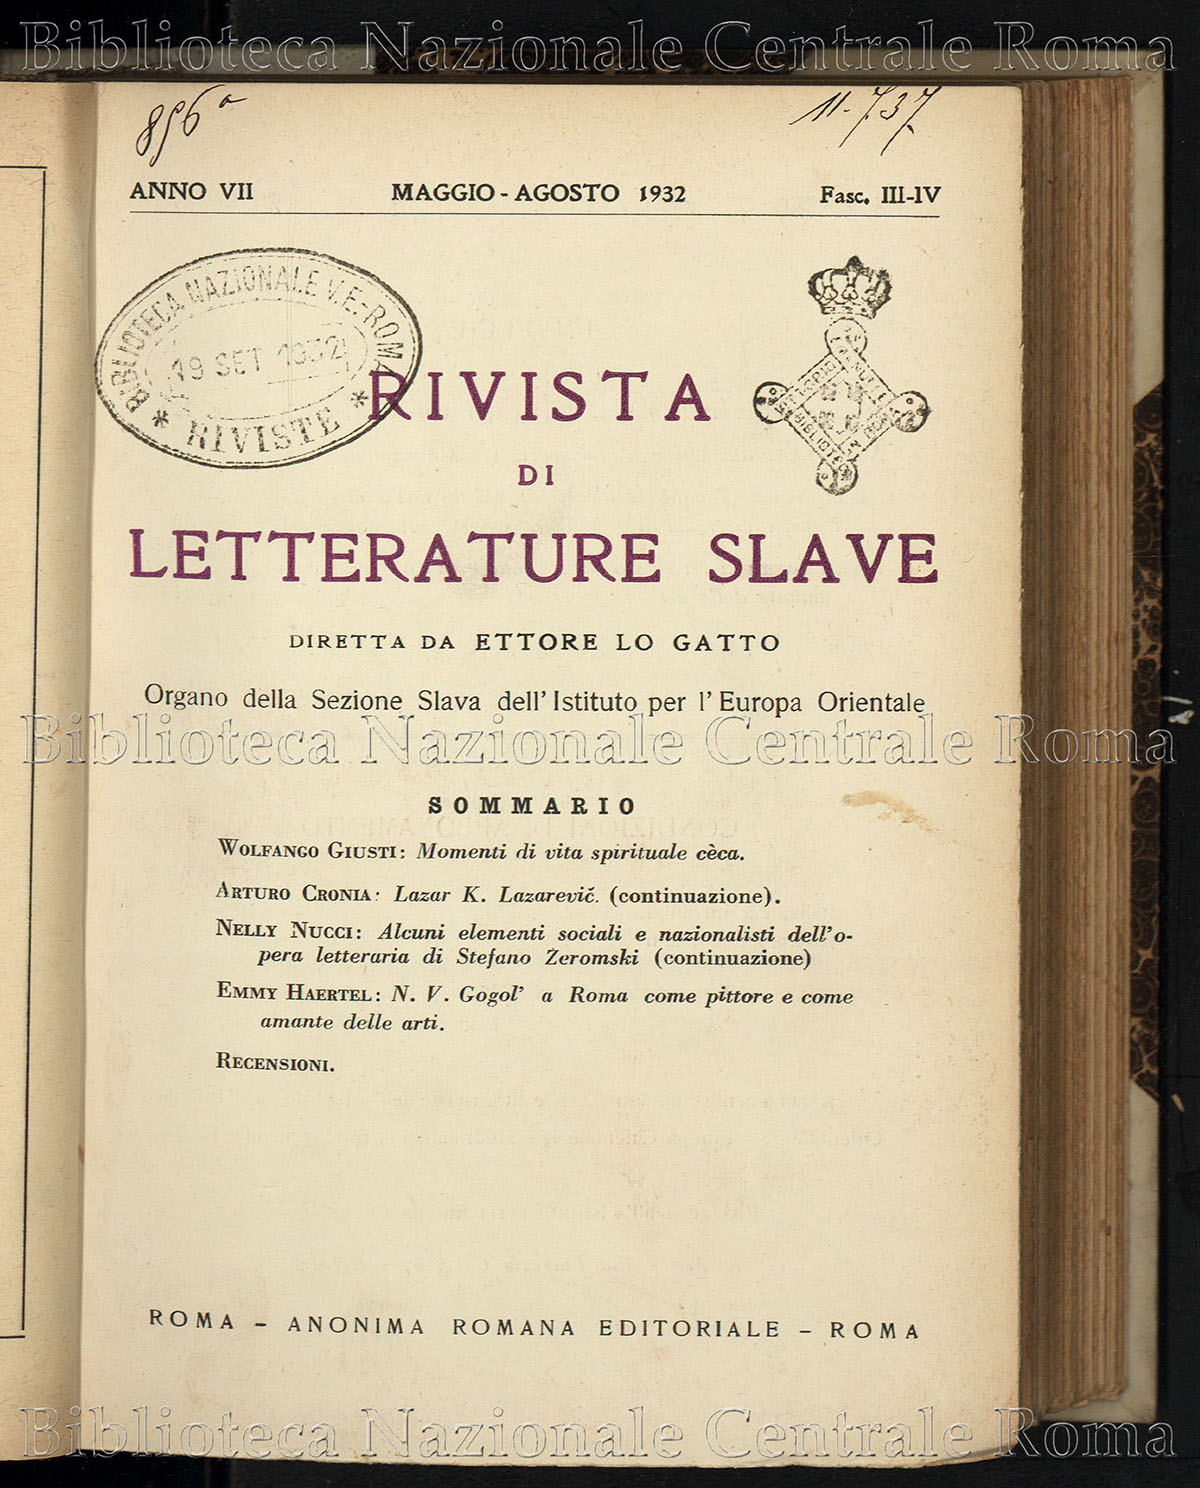 Biblioteca Nazionale Centrale Roma
856a
11-737.
ANNO VII MAGGIO - AGOSTO 1932 Fasc. III-IV
BIBLIOTECA NAZIONALE V.E.-ROMA
19 SET 1932
* RIVISTE *
RIVISTA
DI
LETTERATURE SLAVE
DIRETTA DA ETTORE LO GATTO
Organo della Sezione Slava dell'Istituto per l'Europa Orientale
Biblioteca Nazionale Centrale Roma
SOMMARIO
WOLFANGO GIUSTI: Momenti di vita spirituale cèca.
ARTURO CRONIA: Lazar K. Lazarevič. (continuazione).
NELLY NUCCI: Alcuni elementi sociali e nazionalisti dell'o-
pera letteraria di Stefano Żeromski (continuazione)
EMMY HAERTEL: N. V. Gogol' a Roma come pittore e come
amante delle arti.
RECENSIONI.
ROMA - ANONIMA ROMANA EDITORIALE - ROMA
Biblioteca Nazionale Centrale Roma